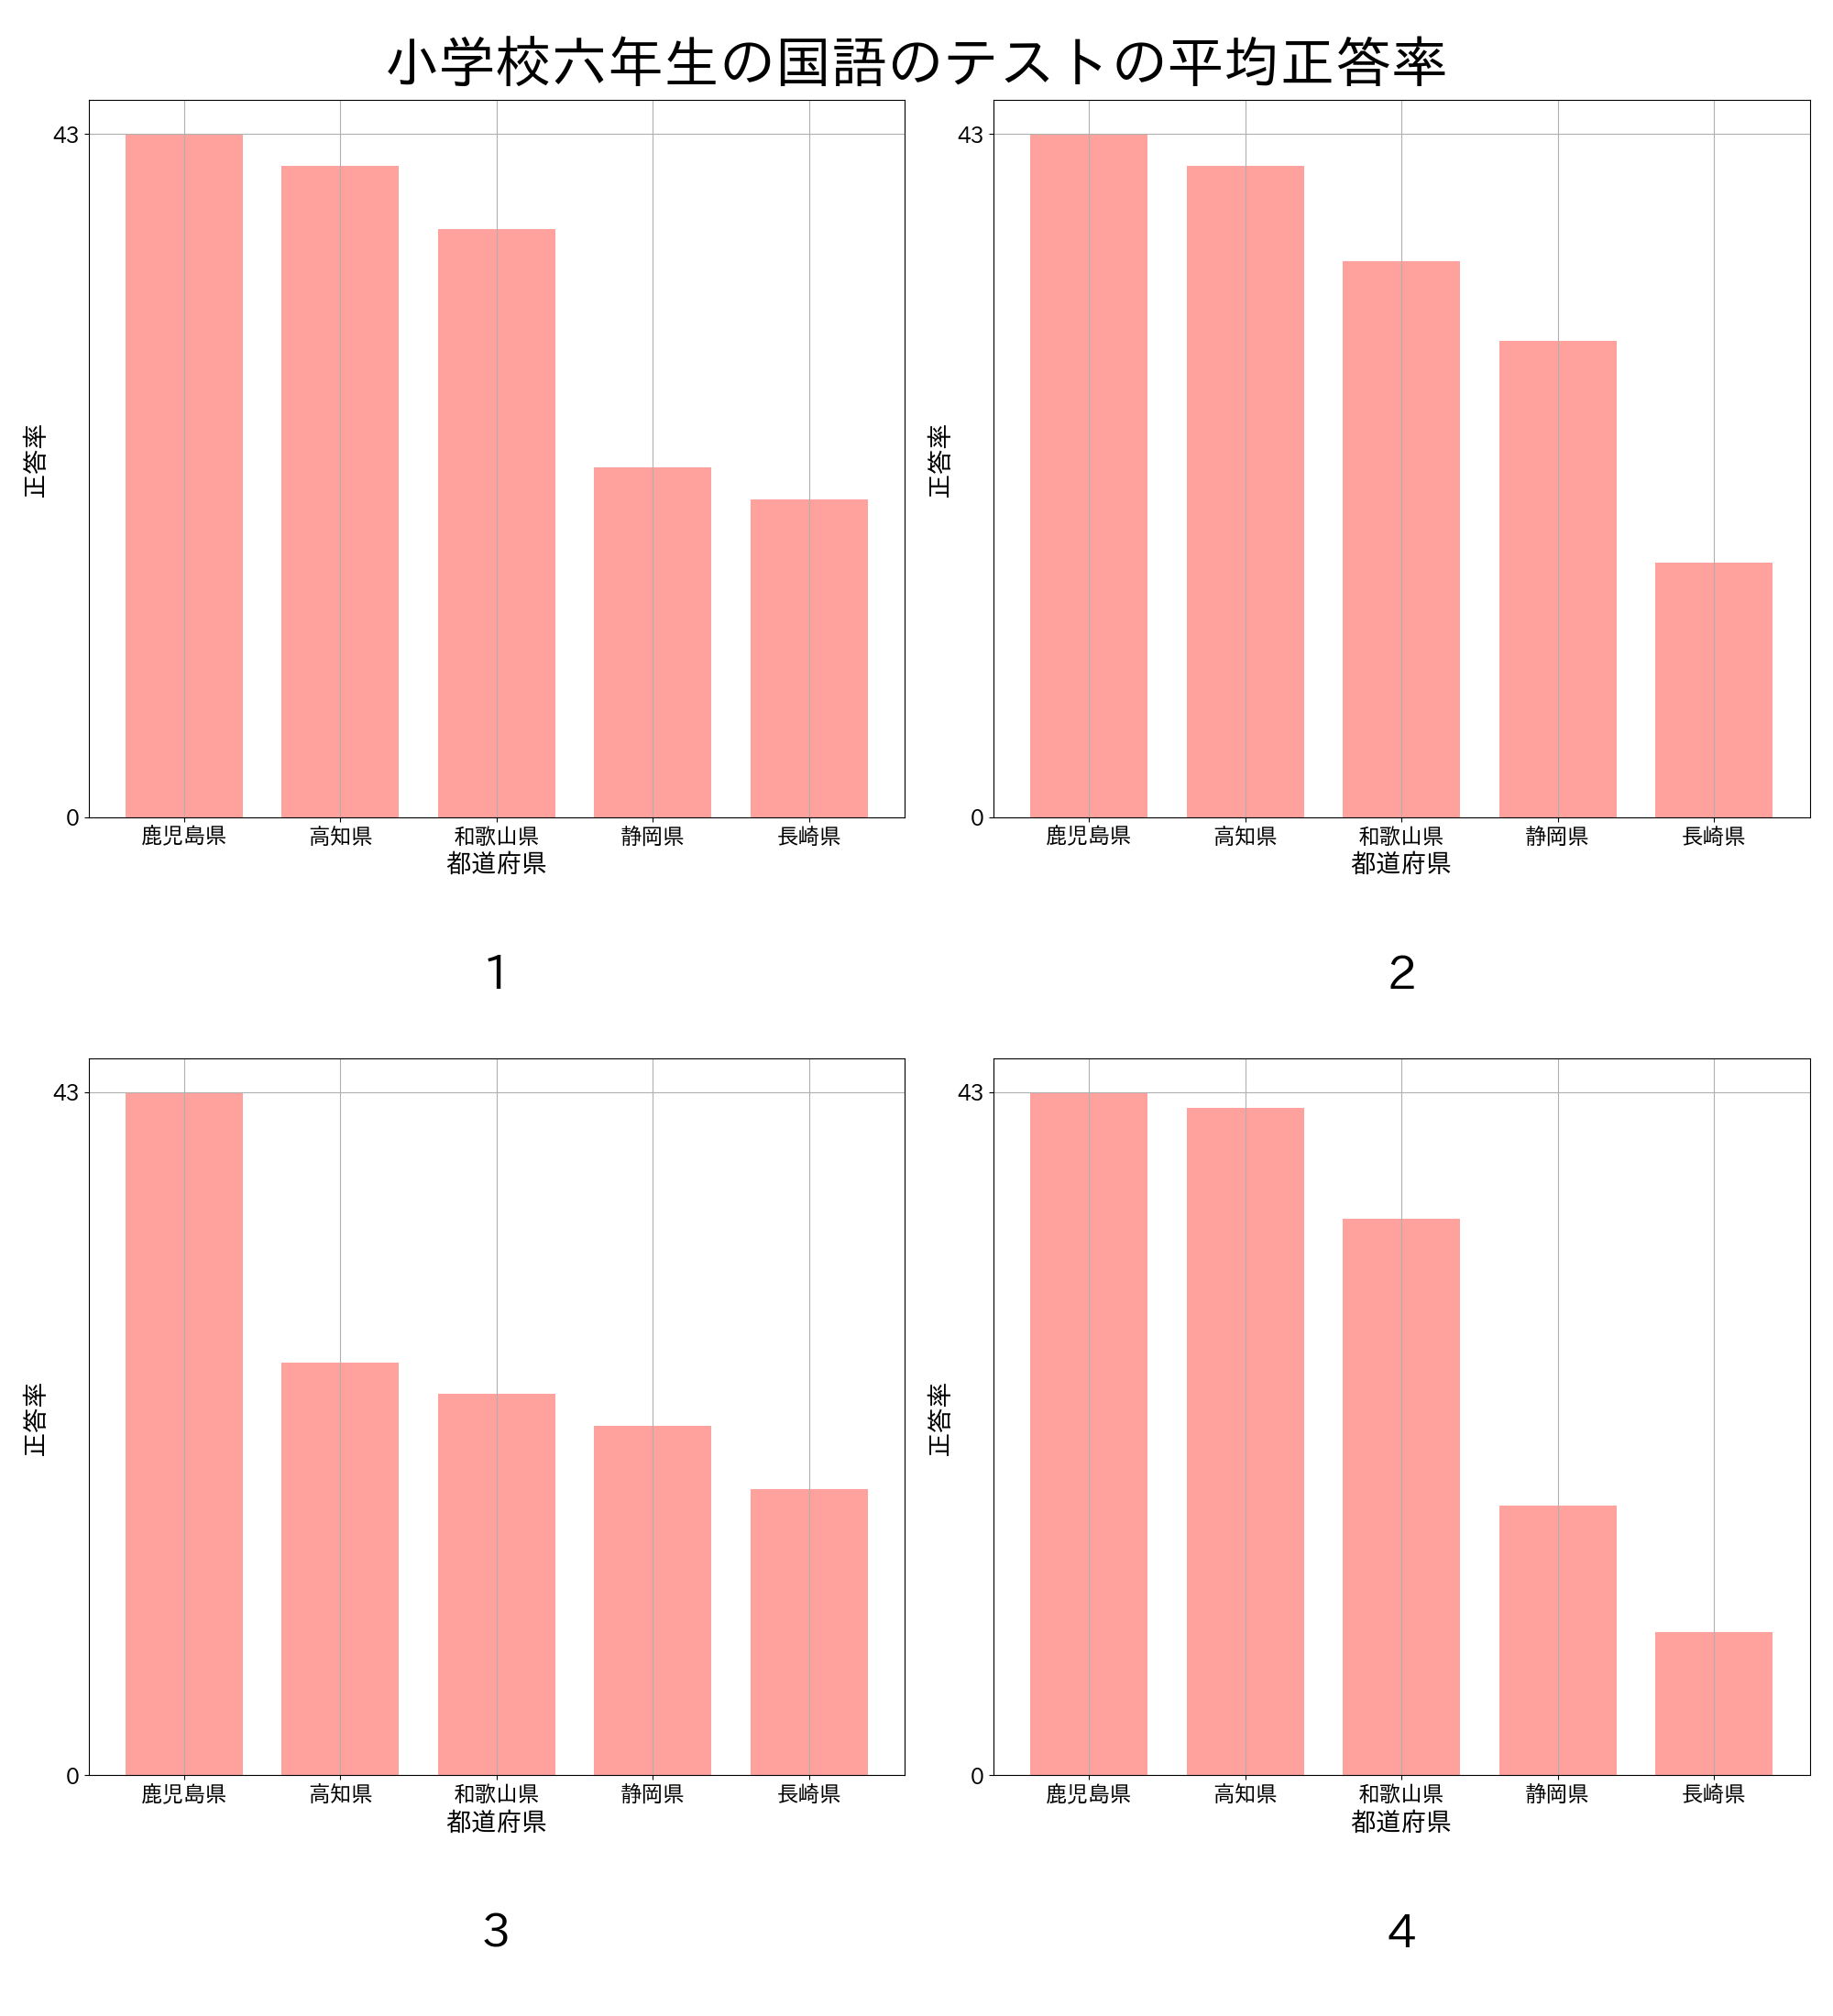 小学校六年生の国語のテストの平均正答率
43
0
正答率
鹿児島県 高知県 和歌山県 静岡県 長崎県
都道府県
1
43
0
正答率
鹿児島県 高知県 和歌山県 静岡県 長崎県
都道府県
2
43
0
正答率
鹿児島県 高知県 和歌山県 静岡県 長崎県
都道府県
3
43
0
正答率
鹿児島県 高知県 和歌山県 静岡県 長崎県
都道府県
4